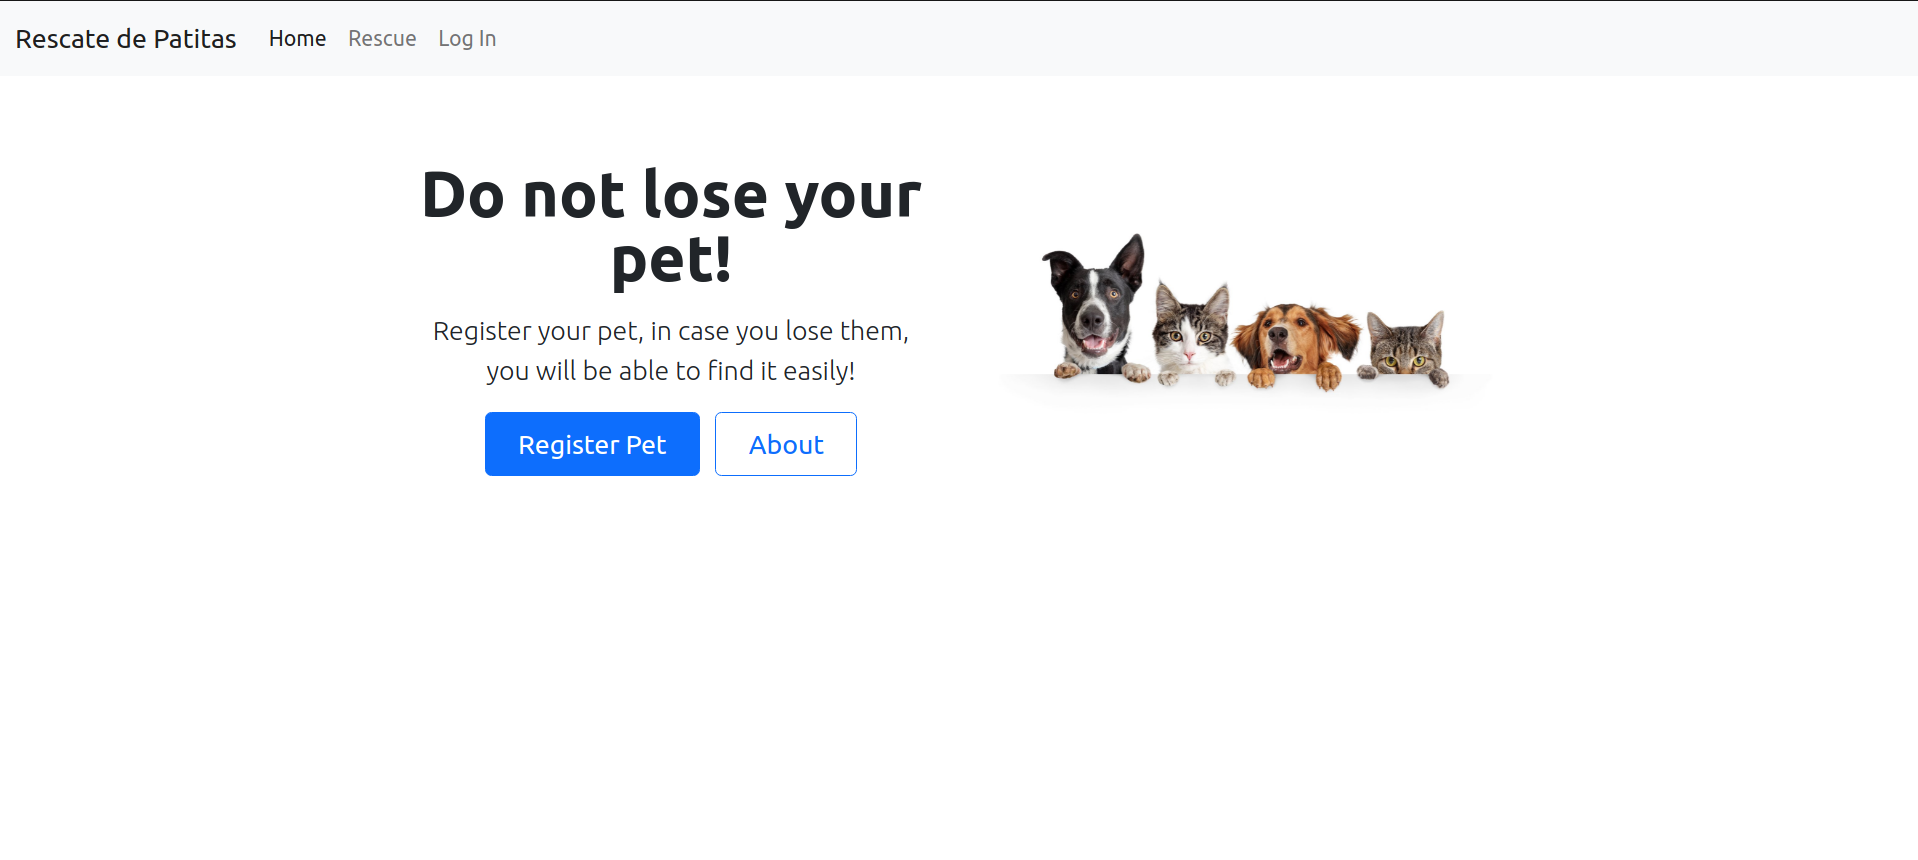 Rescate de Patitas Home Rescue Log In
Do not lose your
pet!
Register your pet, in case you lose them,
you will be able to find it easily!
Register Pet About